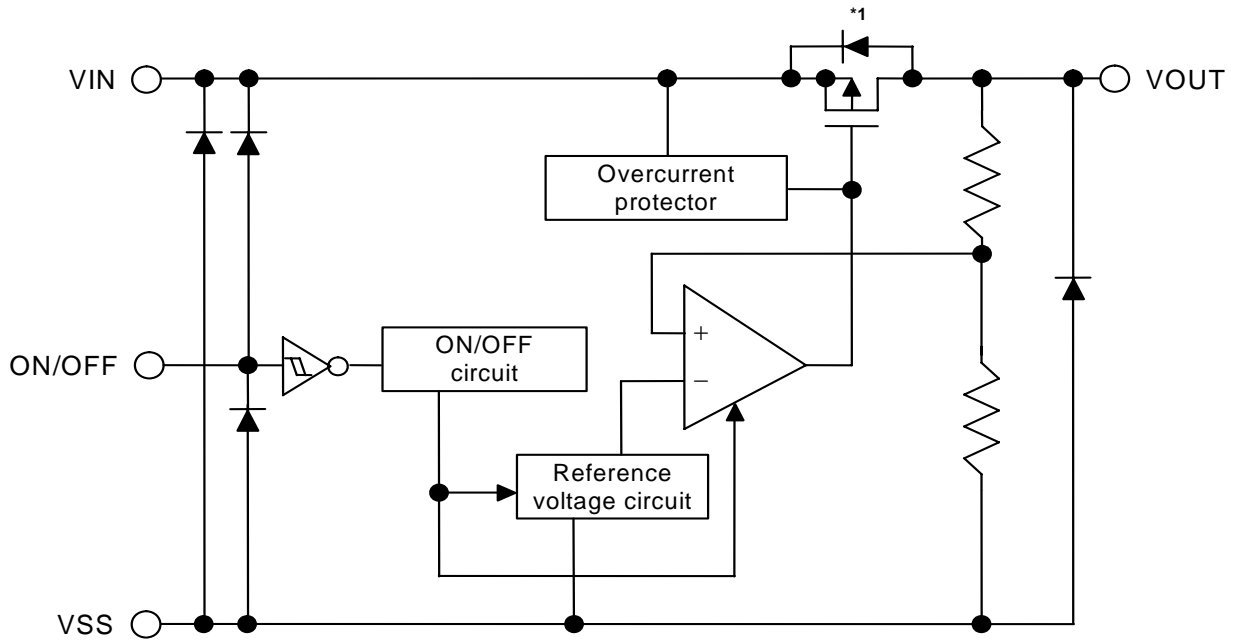 *1
VIN
VOUT
Overcurrent
protector
+
−
ON/OFF
ON/OFF
circuit
Reference
voltage circuit
VSS